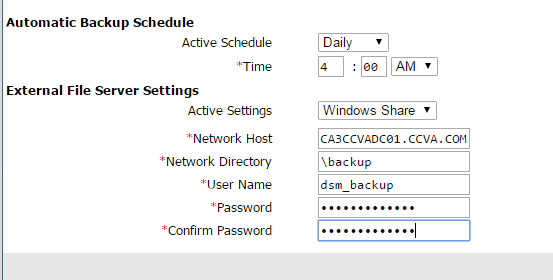 Automatic Backup Schedule
Active Schedule Daily
*Time 4 : 00 AM
External File Server Settings
Active Settings Windows Share
*Network Host CA3CCVADC01.CCVA.COM
*Network Directory \backup
*User Name dsm_backup
*Password •••••••••••••
*Confirm Password •••••••••••••